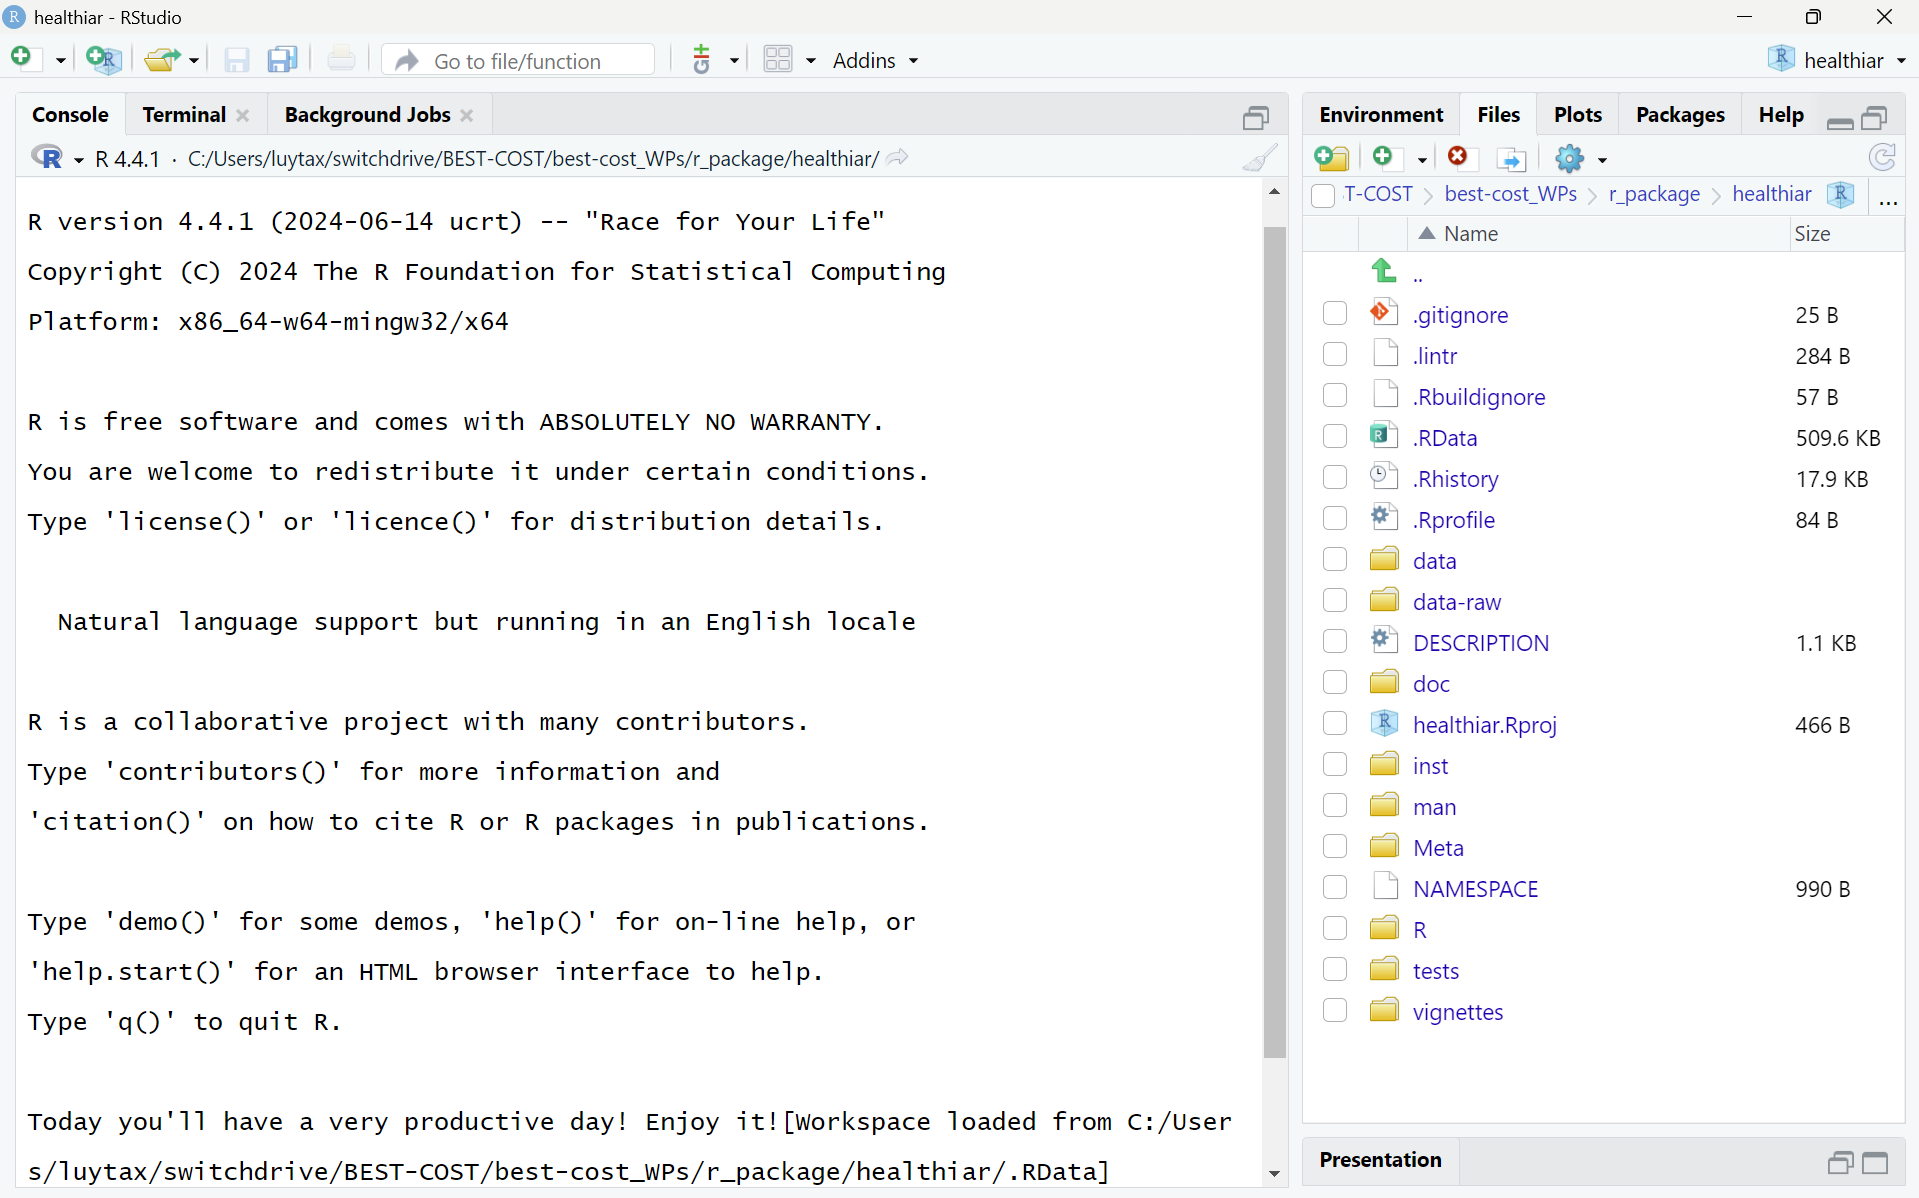 healthiar - RStudio
Go to file/function
Addins
healthiar
Console
Terminal
Background Jobs
R 4.4.1 · C:/Users/luytax/switchdrive/BEST-COST/best-cost_WPs/r_package/healthiar/
R version 4.4.1 (2024-06-14 ucrt) -- "Race for Your Life"
Copyright (C) 2024 The R Foundation for Statistical Computing
Platform: x86_64-w64-mingw32/x64
R is free software and comes with ABSOLUTELY NO WARRANTY.
You are welcome to redistribute it under certain conditions.
Type 'license()' or 'licence()' for distribution details.
Natural language support but running in an English locale
R is a collaborative project with many contributors.
Type 'contributors()' for more information and
'citation()' on how to cite R or R packages in publications.
Type 'demo()' for some demos, 'help()' for on-line help, or
'help.start()' for an HTML browser interface to help.
Type 'q()' to quit R.
Today you'll have a very productive day! Enjoy it![Workspace loaded from C:/User
s/luytax/switchdrive/BEST-COST/best-cost_WPs/r_package/healthiar/.RData]
Environment
Files
Plots
Packages
Help
T-COST
best-cost_WPs
r_package
healthiar
...
Name
Size
..
.gitignore 25 B
.lintr 284 B
.Rbuildignore 57 B
.RData 509.6 KB
.Rhistory 17.9 KB
.Rprofile 84 B
data
data-raw
DESCRIPTION 1.1 KB
doc
healthiar.Rproj 466 B
inst
man
Meta
NAMESPACE 990 B
R
tests
vignettes
Presentation